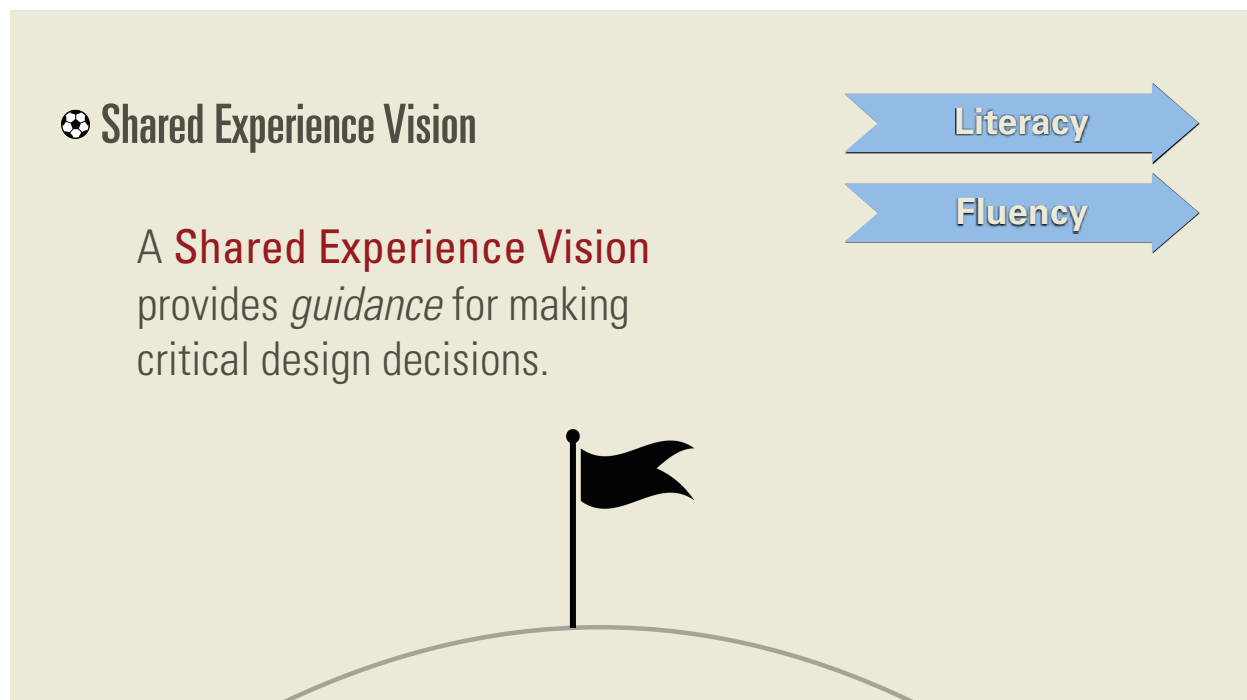 Shared Experience Vision
Literacy
Fluency
A Shared Experience Vision
provides guidance for making
critical design decisions.